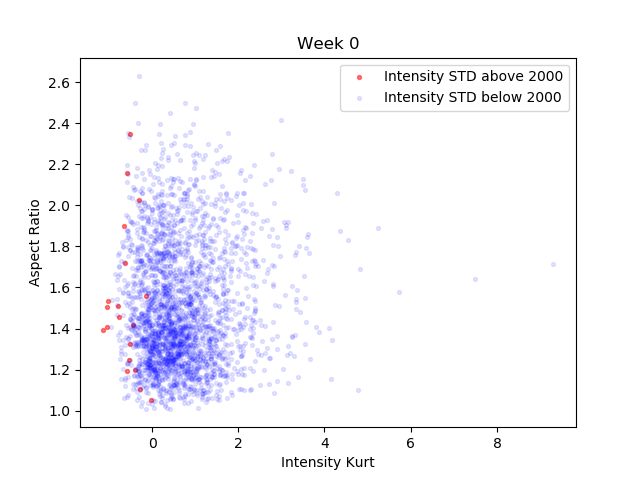 Week 0
Intensity STD above 2000
Intensity STD below 2000
2.6
2.4
2.2
2.0
1.8
1.6
1.4
1.2
1.0
Aspect Ratio
0 2 4 6 8
Intensity Kurt